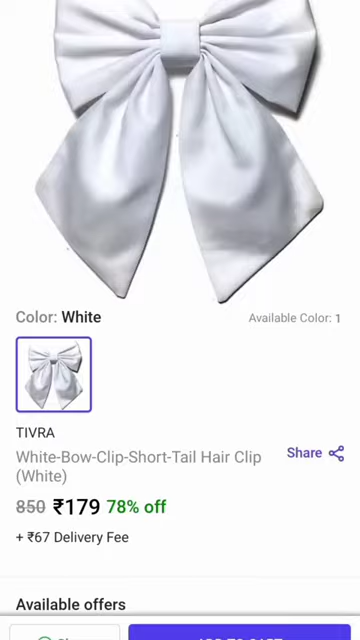 Color: White
Available Color: 1
TIVRA
White-Bow-Clip-Short-Tail Hair Clip
(White)
Share
850 ₹179 78% off
+ ₹67 Delivery Fee
Available offers